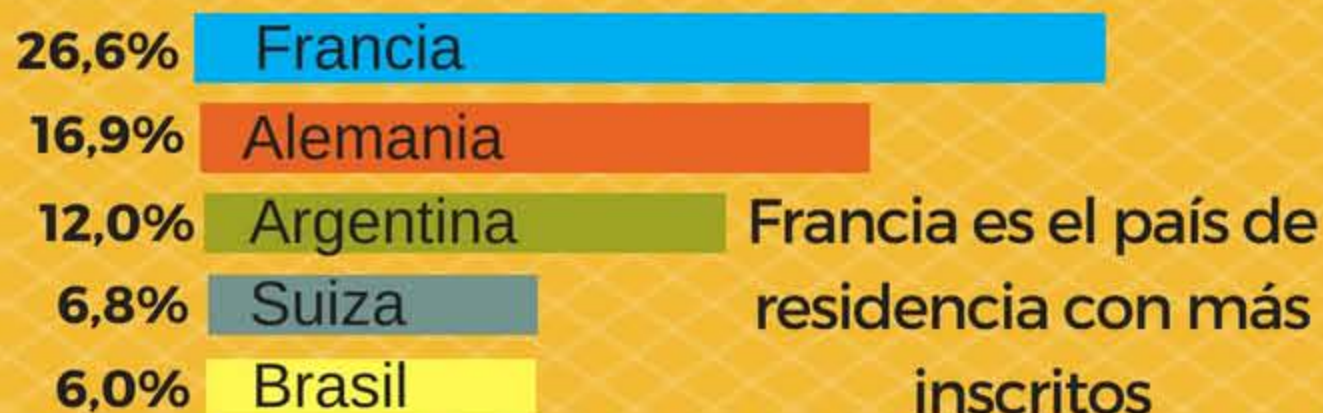 26,6% Francia
16,9% Alemania
12,0% Argentina
6,8% Suiza
6,0% Brasil
Francia es el país de
residencia con más
inscritos